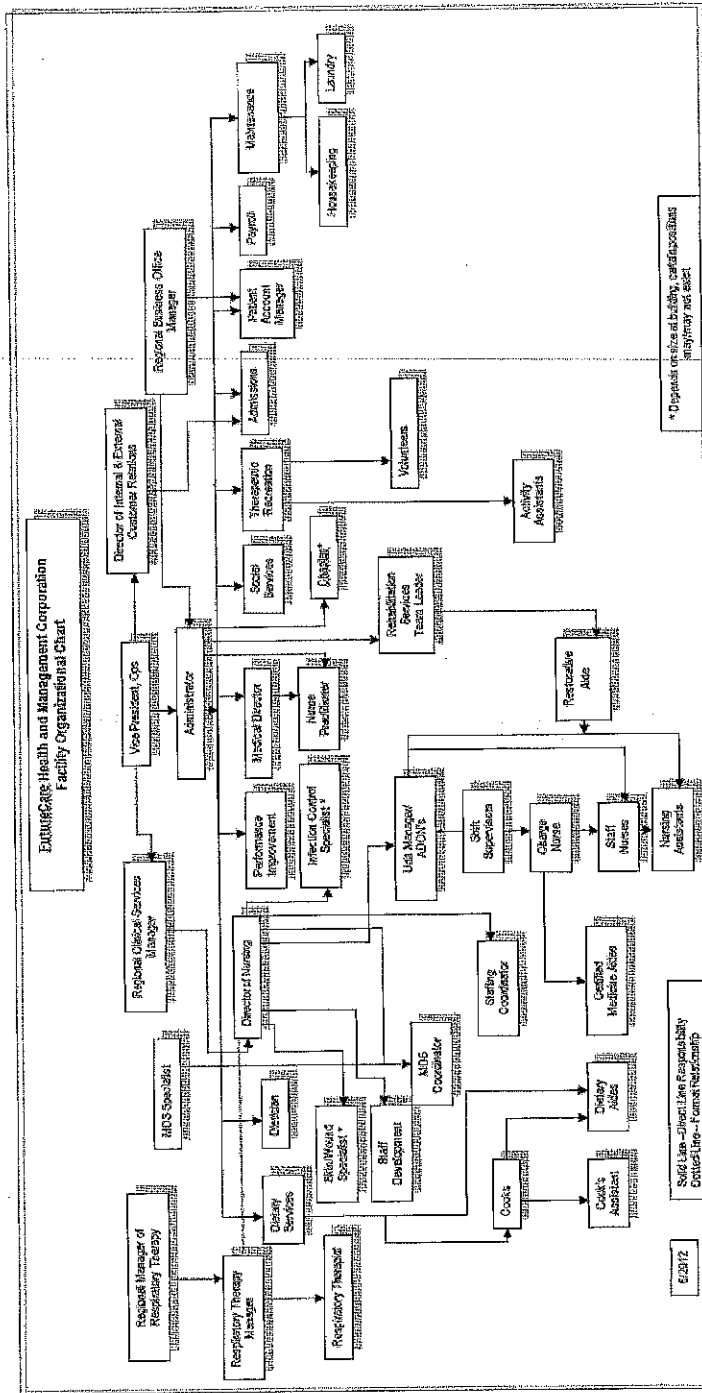 FutureCare Health and Management Corporation
Facility Organizational Chart
Vice President, Ops
Director of Internal & External
Customer Relations
Regional Business Office
Manager
Regional Clinical Services
Manager
MDS Specialist
Regional Manager of
Respiratory Therapy
Administrator
Respiratory Therapy
Manager
Respiratory Therapist
Dietary
Services
Dietician
Director of Nursing
Performance
Improvement
Medical Director
Social
Services
Therapeutic
Recreation
Admissions
Patient
Account
Manager
Payroll
Maintenance
Housekeeping
Laundry
Skin/Wound
Specialist *
Staff
Development
MDS
Coordinator
Infection Control
Specialist *
Nurse
Practitioner
Chaplain*
Volunteers
Activity
Assistants
Rehabilitation
Services
Team Leader
Restorative
Aide
Unit Manager/
ADON's
Staffing
Coordinator
Shift
Supervisors
Charge
Nurse
Staff
Nurses
Nursing
Assistants
Certified
Medicine Aides
Cooks
Cook's
Assistant
Dietary
Aides
6/2012
Solid Line--Direct Line Responsibility
Dotted Line-- Formal Relationship
* Depends on size of building, certain positions
may/may not exist